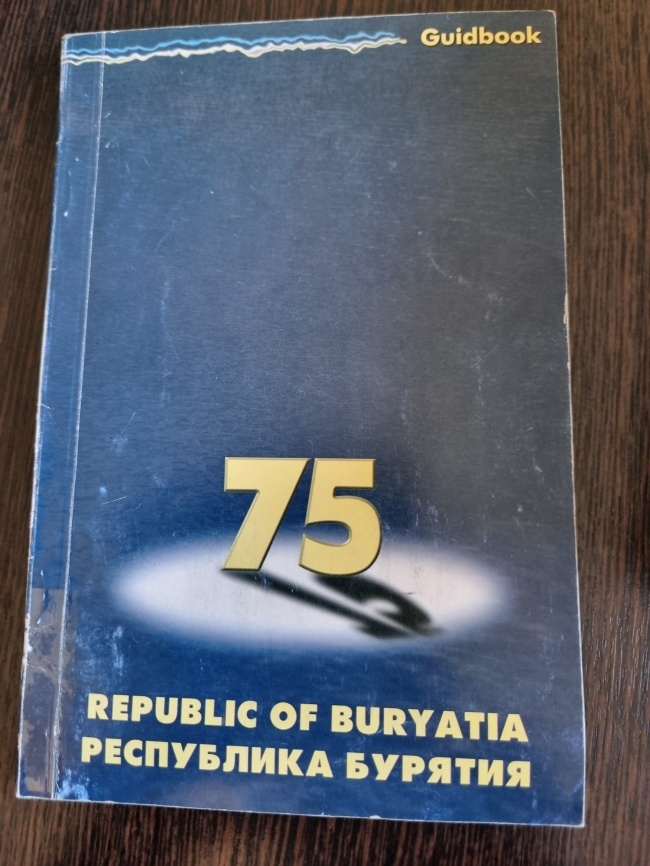 Guidbook
75
REPUBLIC OF BURYATIA
РЕСПУБЛИКА БУРЯТИЯ